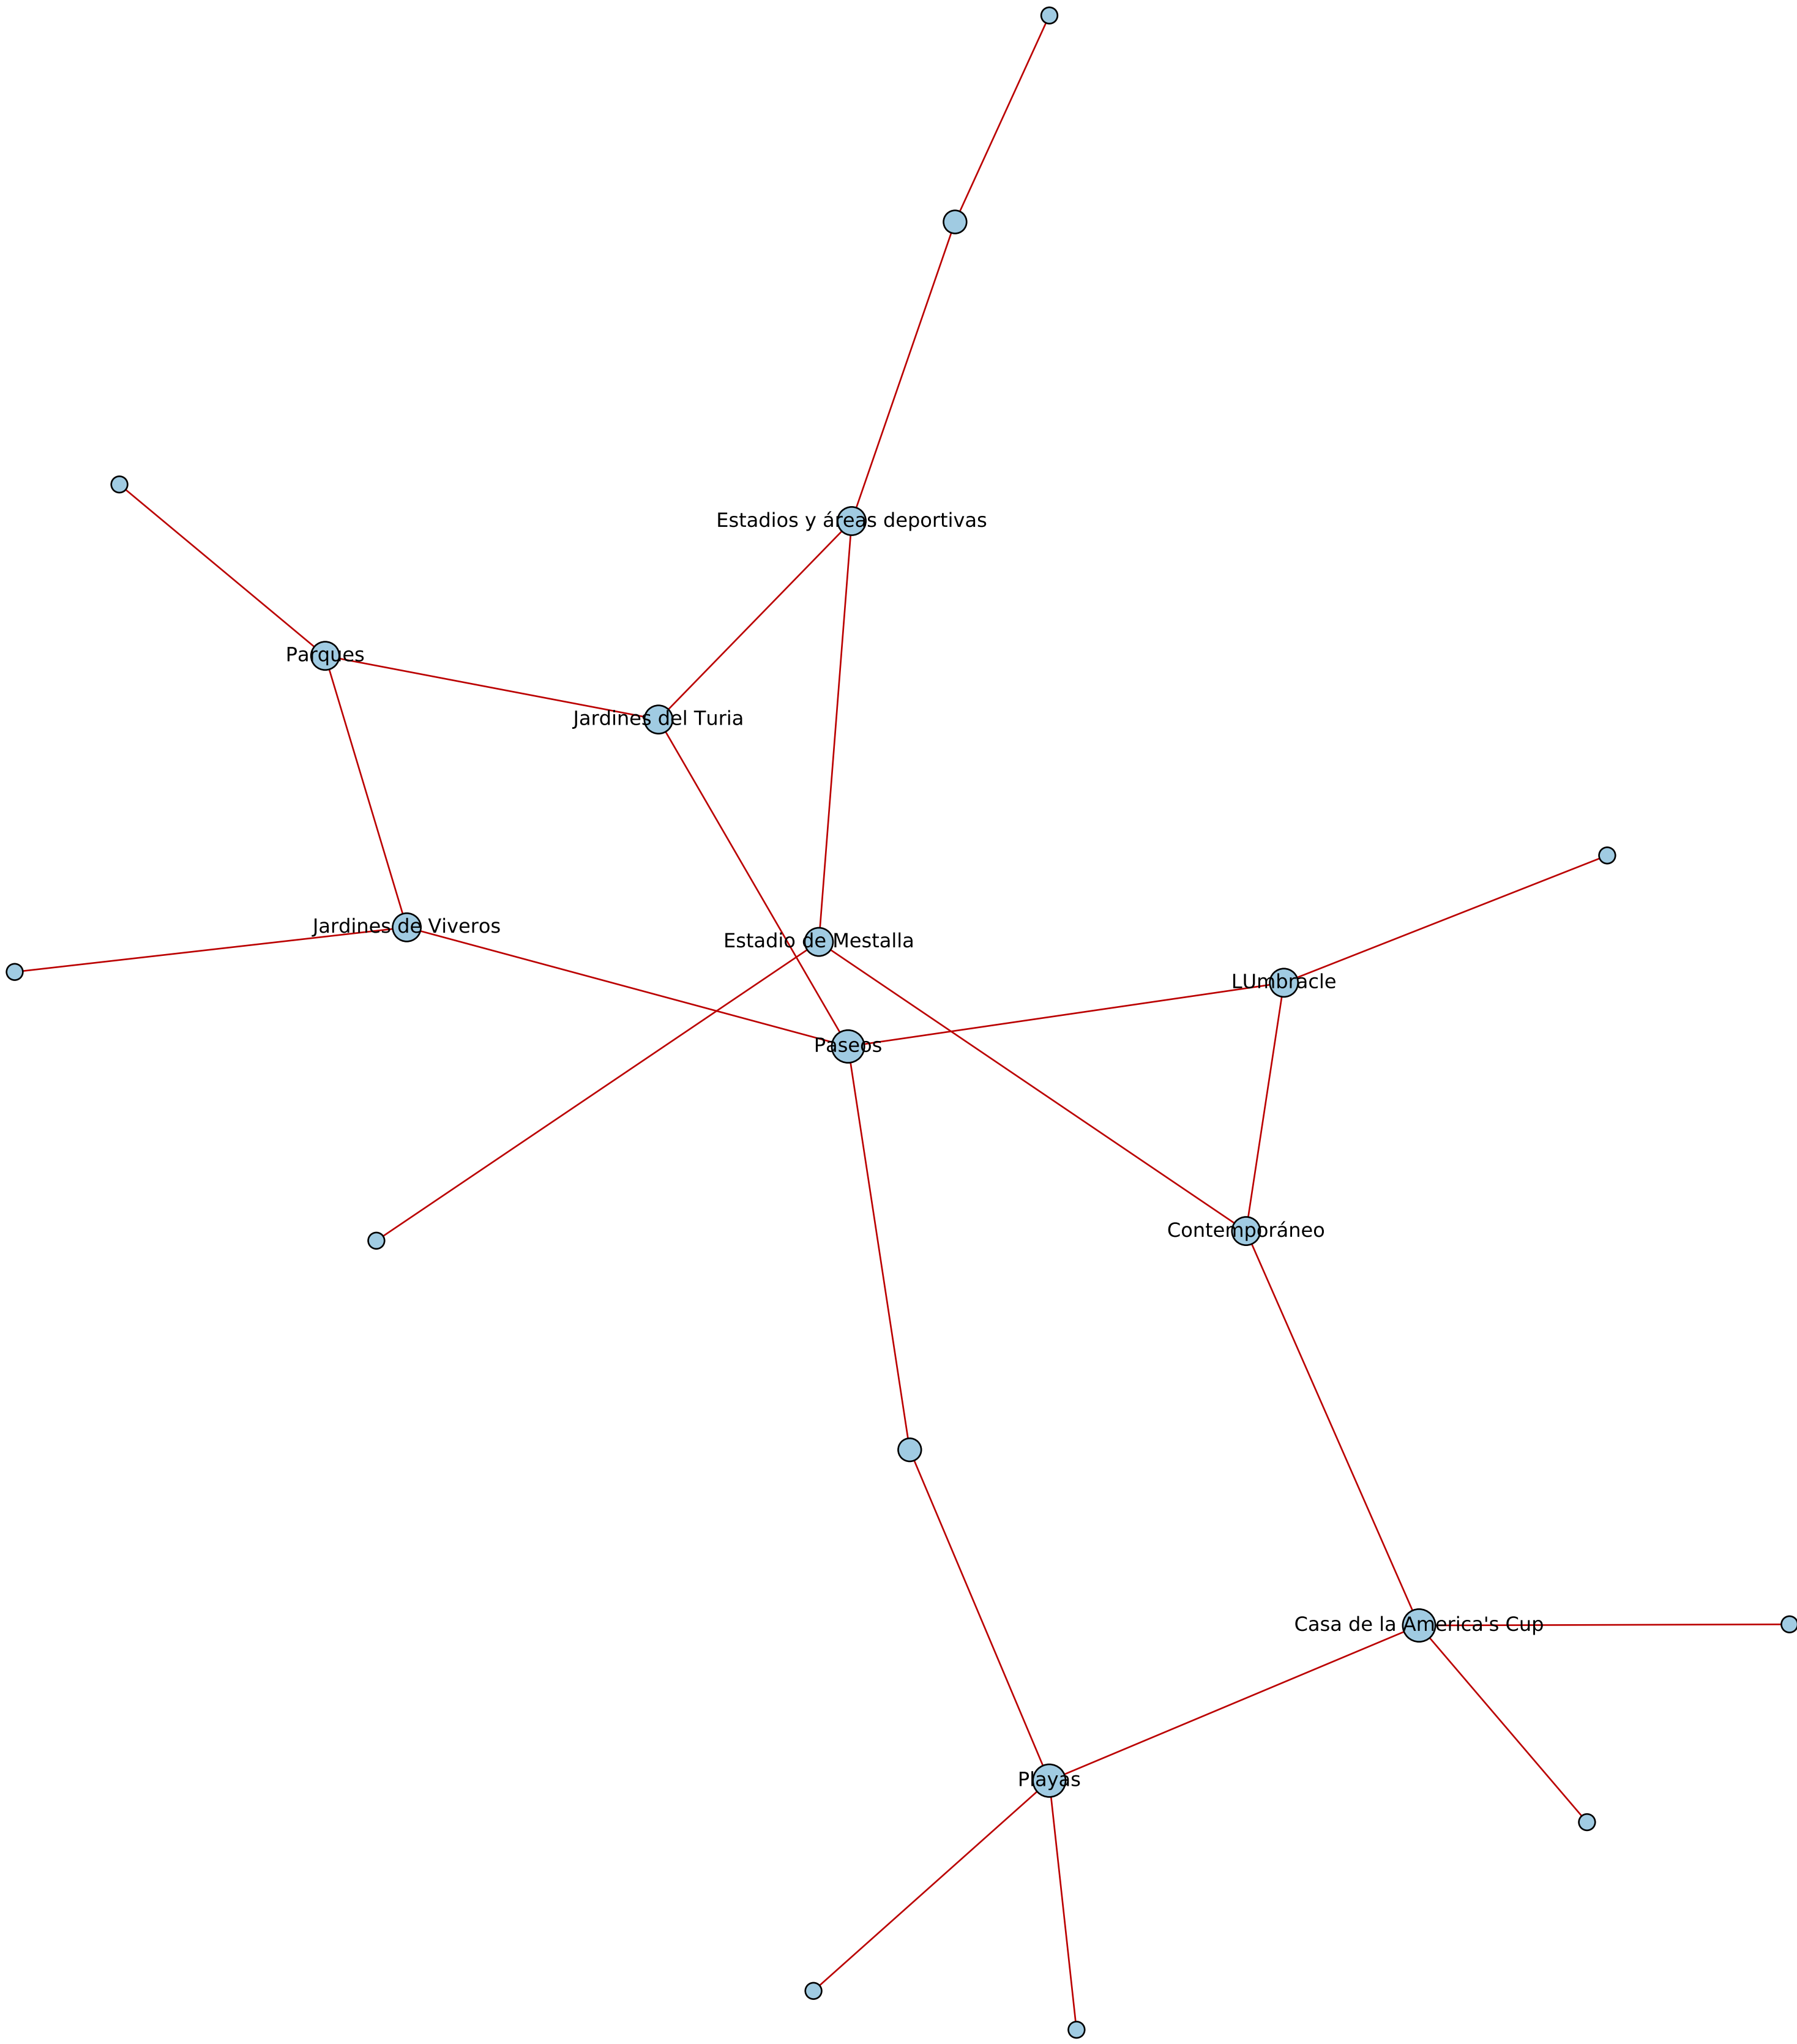 Estadios y áreas deportivas
Parques
Jardines del Turia
Jardines de Viveros
Estadio de Mestalla
LUmbracle
Paseos
Contemporáneo
Casa de la America's Cup
Playas